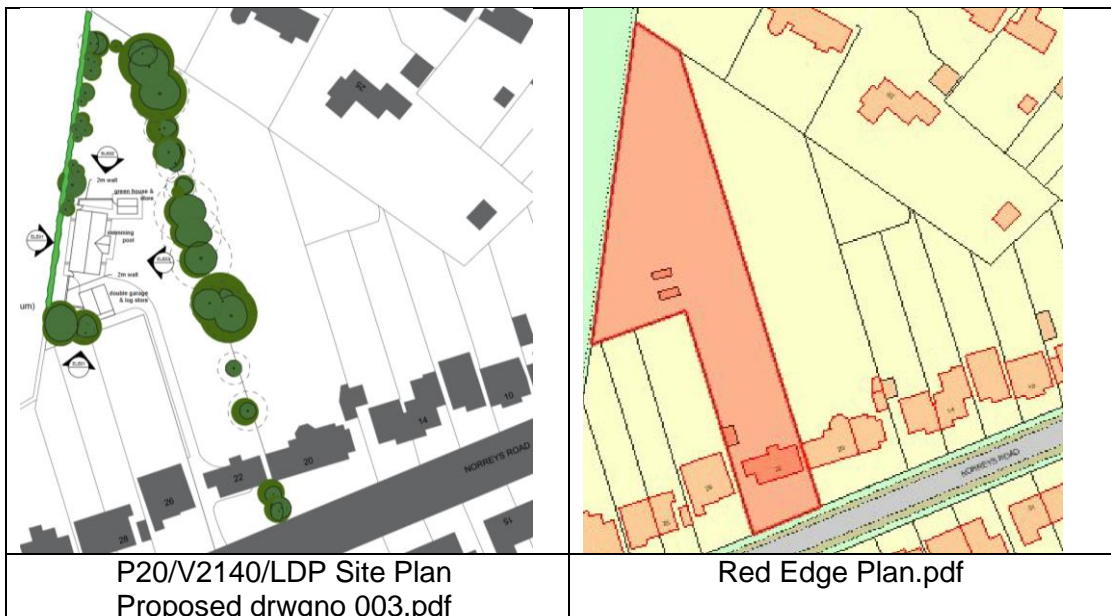 2m wall
green house &
store
swimming
pool
2m wall
double garage
& log store
um)
10
14
20
22
26
28
15
NORREYS ROAD
NORREYS ROAD
P20/V2140/LDP Site Plan
Proposed drwgno 003.pdf
Red Edge Plan.pdf